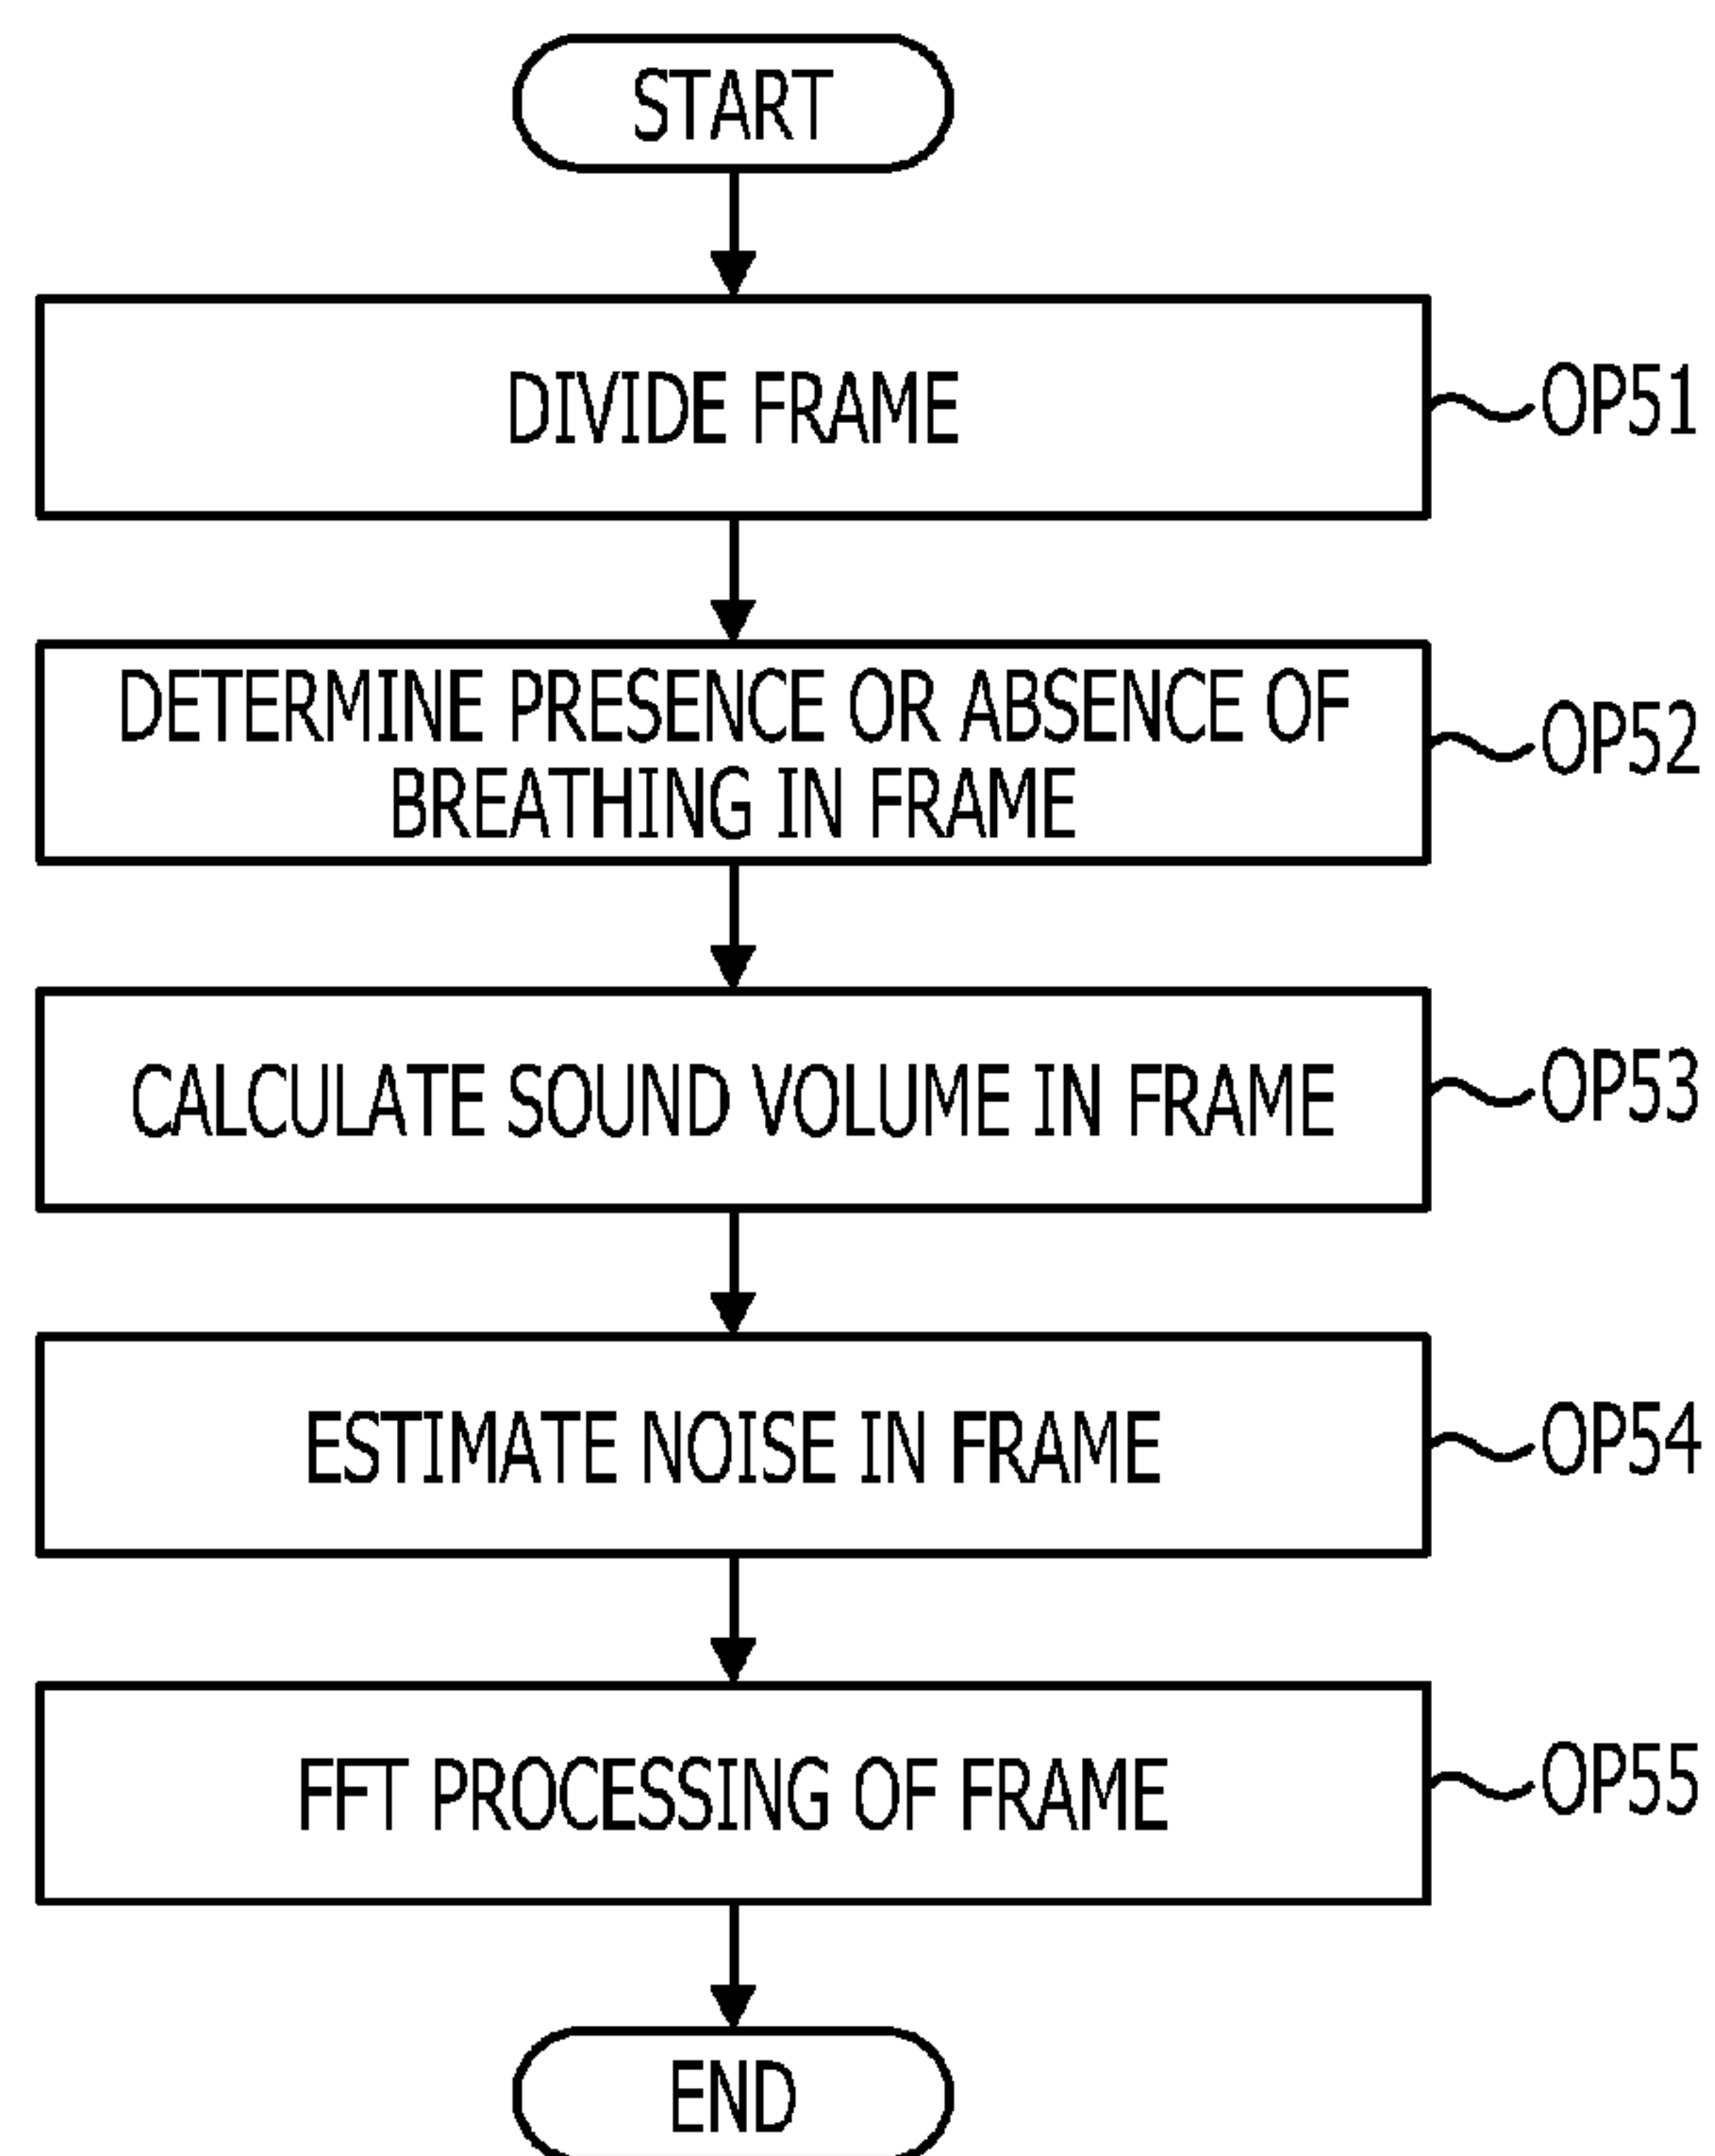 START
DIVIDE FRAME
OP51
DETERMINE PRESENCE OR ABSENCE OF
BREATHING IN FRAME
OP52
CALCULATE SOUND VOLUME IN FRAME
OP53
ESTIMATE NOISE IN FRAME
OP54
FFT PROCESSING OF FRAME
OP55
END